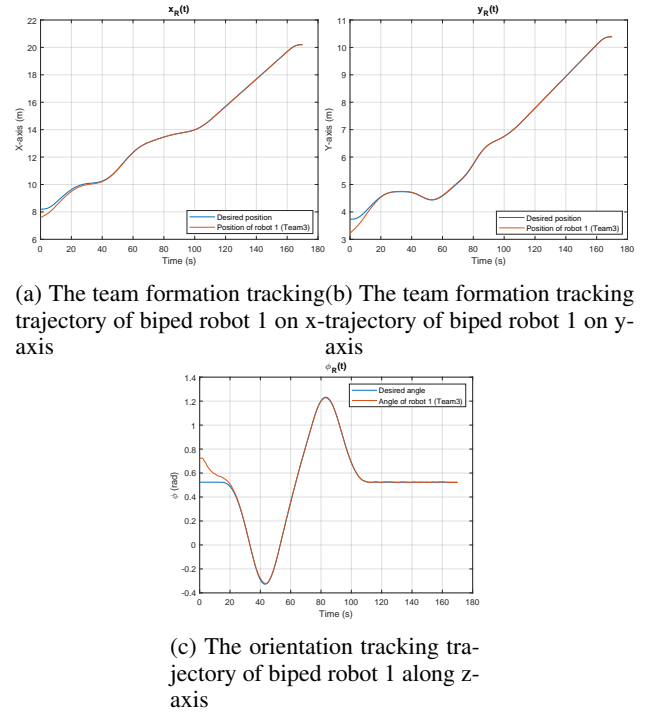 x_R(t)
22
20
18
16
14
12
10
8
6
X-axis (m)
0 20 40 60 80 100 120 140 160 180
Time (s)
Desired position
Position of robot 1 (Team3)
y_R(t)
11
10
9
8
7
6
5
4
3
Y-axis (m)
0 20 40 60 80 100 120 140 160 180
Time (s)
Desired position
Position of robot 1 (Team3)
(a) The team formation tracking
trajectory of biped robot 1 on x-
axis
(b) The team formation tracking
trajectory of biped robot 1 on y-
axis
ϕ_R(t)
1.4
1.2
1
0.8
0.6
0.4
0.2
0
-0.2
-0.4
ϕ (rad)
0 20 40 60 80 100 120 140 160 180
Time (s)
Desired angle
Angle of robot 1 (Team3)
(c) The orientation tracking tra-
jectory of biped robot 1 along z-
axis